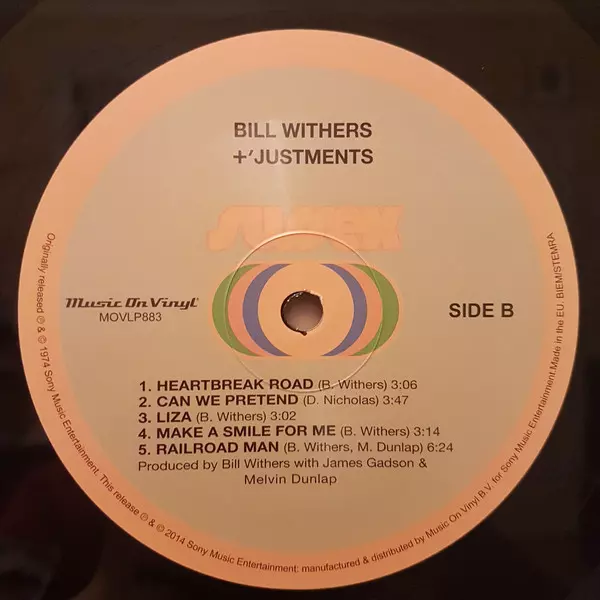 BILL WITHERS
+'JUSTMENTS
SUSSEX
Music On Vinyl
MOVLP883
SIDE B
1. HEARTBREAK ROAD (B. Withers) 3:06
2. CAN WE PRETEND (D. Nicholas) 3:47
3. LIZA (B. Withers) 3:02
4. MAKE A SMILE FOR ME (B. Withers) 3:14
5. RAILROAD MAN (B. Withers, M. Dunlap) 6:24
Produced by Bill Withers with James Gadson &
Melvin Dunlap
Originally released ℗ & © 1974 Sony Music Entertainment. This release ℗ & © 2014 Sony Music Entertainment: manufactured & distributed by Music On Vinyl B.V. for Sony Music Entertainment.Made in the EU. BIEM/STEMRA